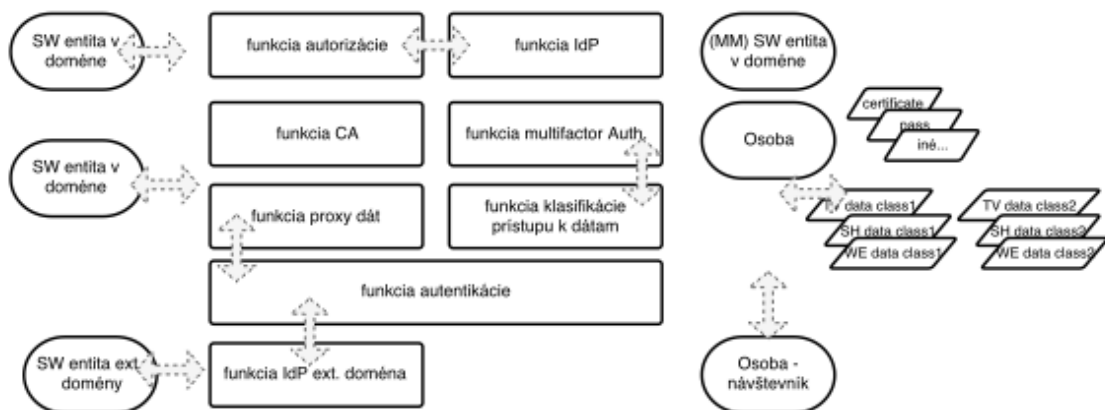 SW entita v
doméne
funkcia autorizácie
funkcia IdP
(MM) SW entita
v doméne
certificate
pass
iné...
funkcia CA
funkcia multifactor Auth.
Osoba
SW entita v
doméne
funkcia proxy dát
funkcia klasifikácie
prístupu k dátam
TV data class1
SH data class1
WE data class1
TV data class2
SH data class2
WE data class2
funkcia autentikácie
SW entita ext.
domény
funkcia IdP ext. doména
Osoba -
návštevník